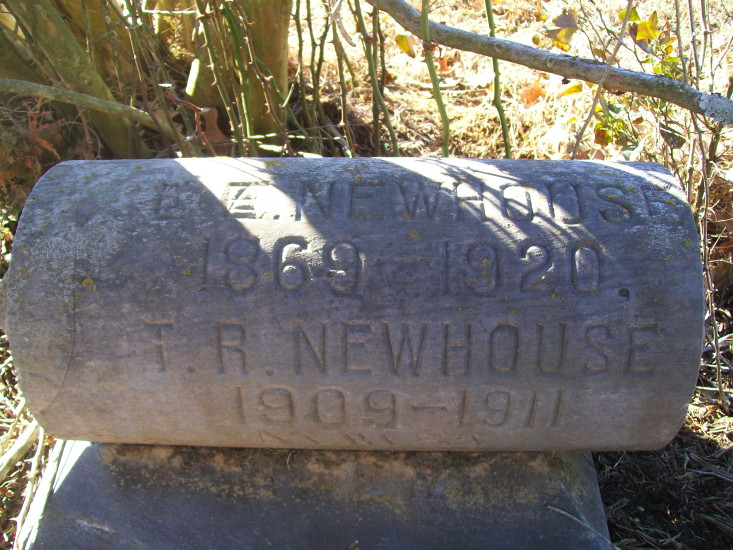 E. Z. NEWHOUSE
1869-1920
T. R. NEWHOUSE
1909-1911